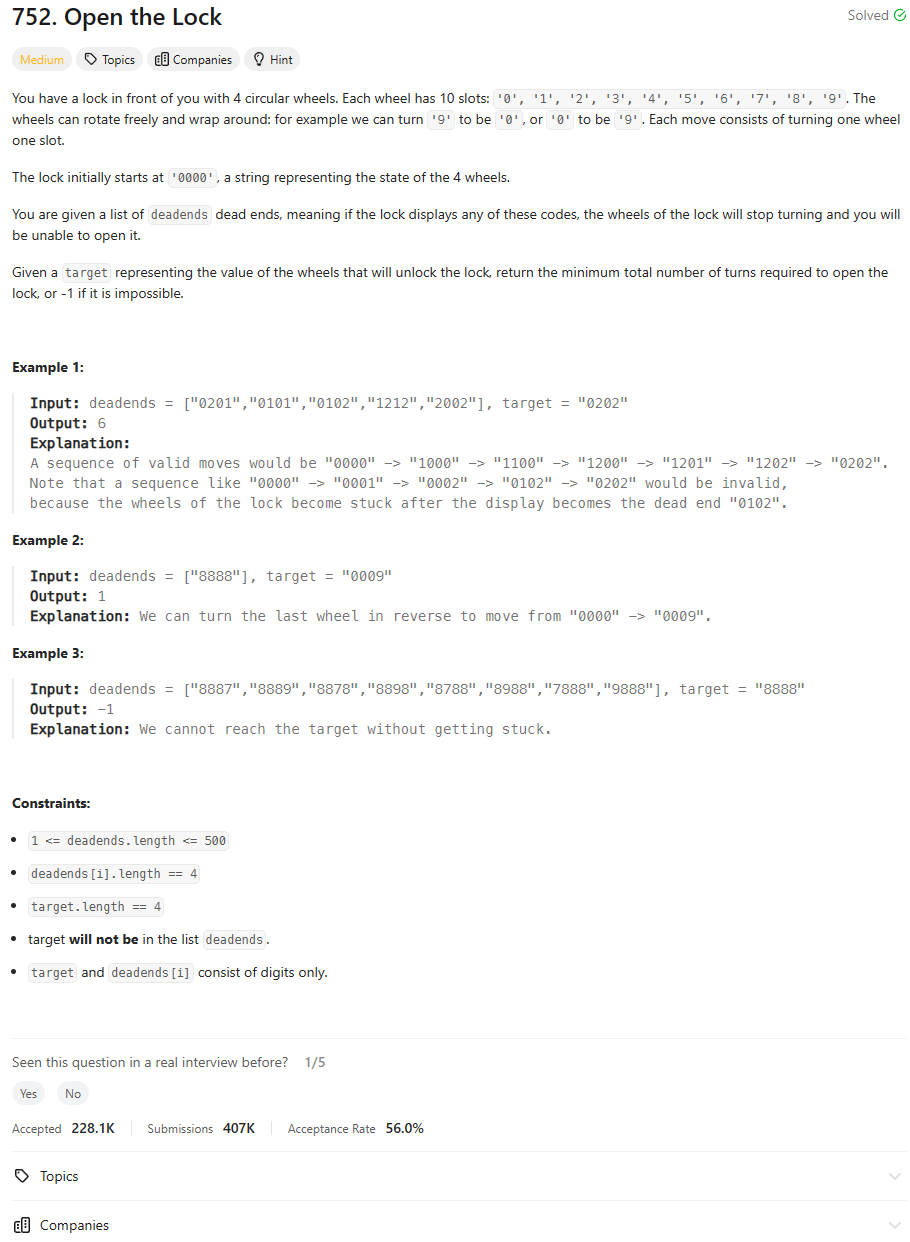 752. Open the Lock
Solved
Medium Topics Companies Hint
You have a lock in front of you with 4 circular wheels. Each wheel has 10 slots: '0', '1', '2', '3', '4', '5', '6', '7', '8', '9'. The
wheels can rotate freely and wrap around: for example we can turn '9' to be '0', or '0' to be '9'. Each move consists of turning one wheel
one slot.
The lock initially starts at '0000', a string representing the state of the 4 wheels.
You are given a list of deadends dead ends, meaning if the lock displays any of these codes, the wheels of the lock will stop turning and you will
be unable to open it.
Given a target representing the value of the wheels that will unlock the lock, return the minimum total number of turns required to open the
lock, or -1 if it is impossible.
Example 1:
Input: deadends = ["0201","0101","0102","1212","2002"], target = "0202"
Output: 6
Explanation:
A sequence of valid moves would be "0000" -> "1000" -> "1100" -> "1200" -> "1201" -> "1202" -> "0202".
Note that a sequence like "0000" -> "0001" -> "0002" -> "0102" -> "0202" would be invalid,
because the wheels of the lock become stuck after the display becomes the dead end "0102".
Example 2:
Input: deadends = ["8888"], target = "0009"
Output: 1
Explanation: We can turn the last wheel in reverse to move from "0000" -> "0009".
Example 3:
Input: deadends = ["8887","8889","8878","8898","8788","8988","7888","9888"], target = "8888"
Output: -1
Explanation: We cannot reach the target without getting stuck.
Constraints:
• 1 <= deadends.length <= 500
• deadends[i].length == 4
• target.length == 4
• target will not be in the list deadends.
• target and deadends[i] consist of digits only.
Seen this question in a real interview before? 1/5
Yes No
Accepted 228.1K Submissions 407K Acceptance Rate 56.0%
Topics
Companies